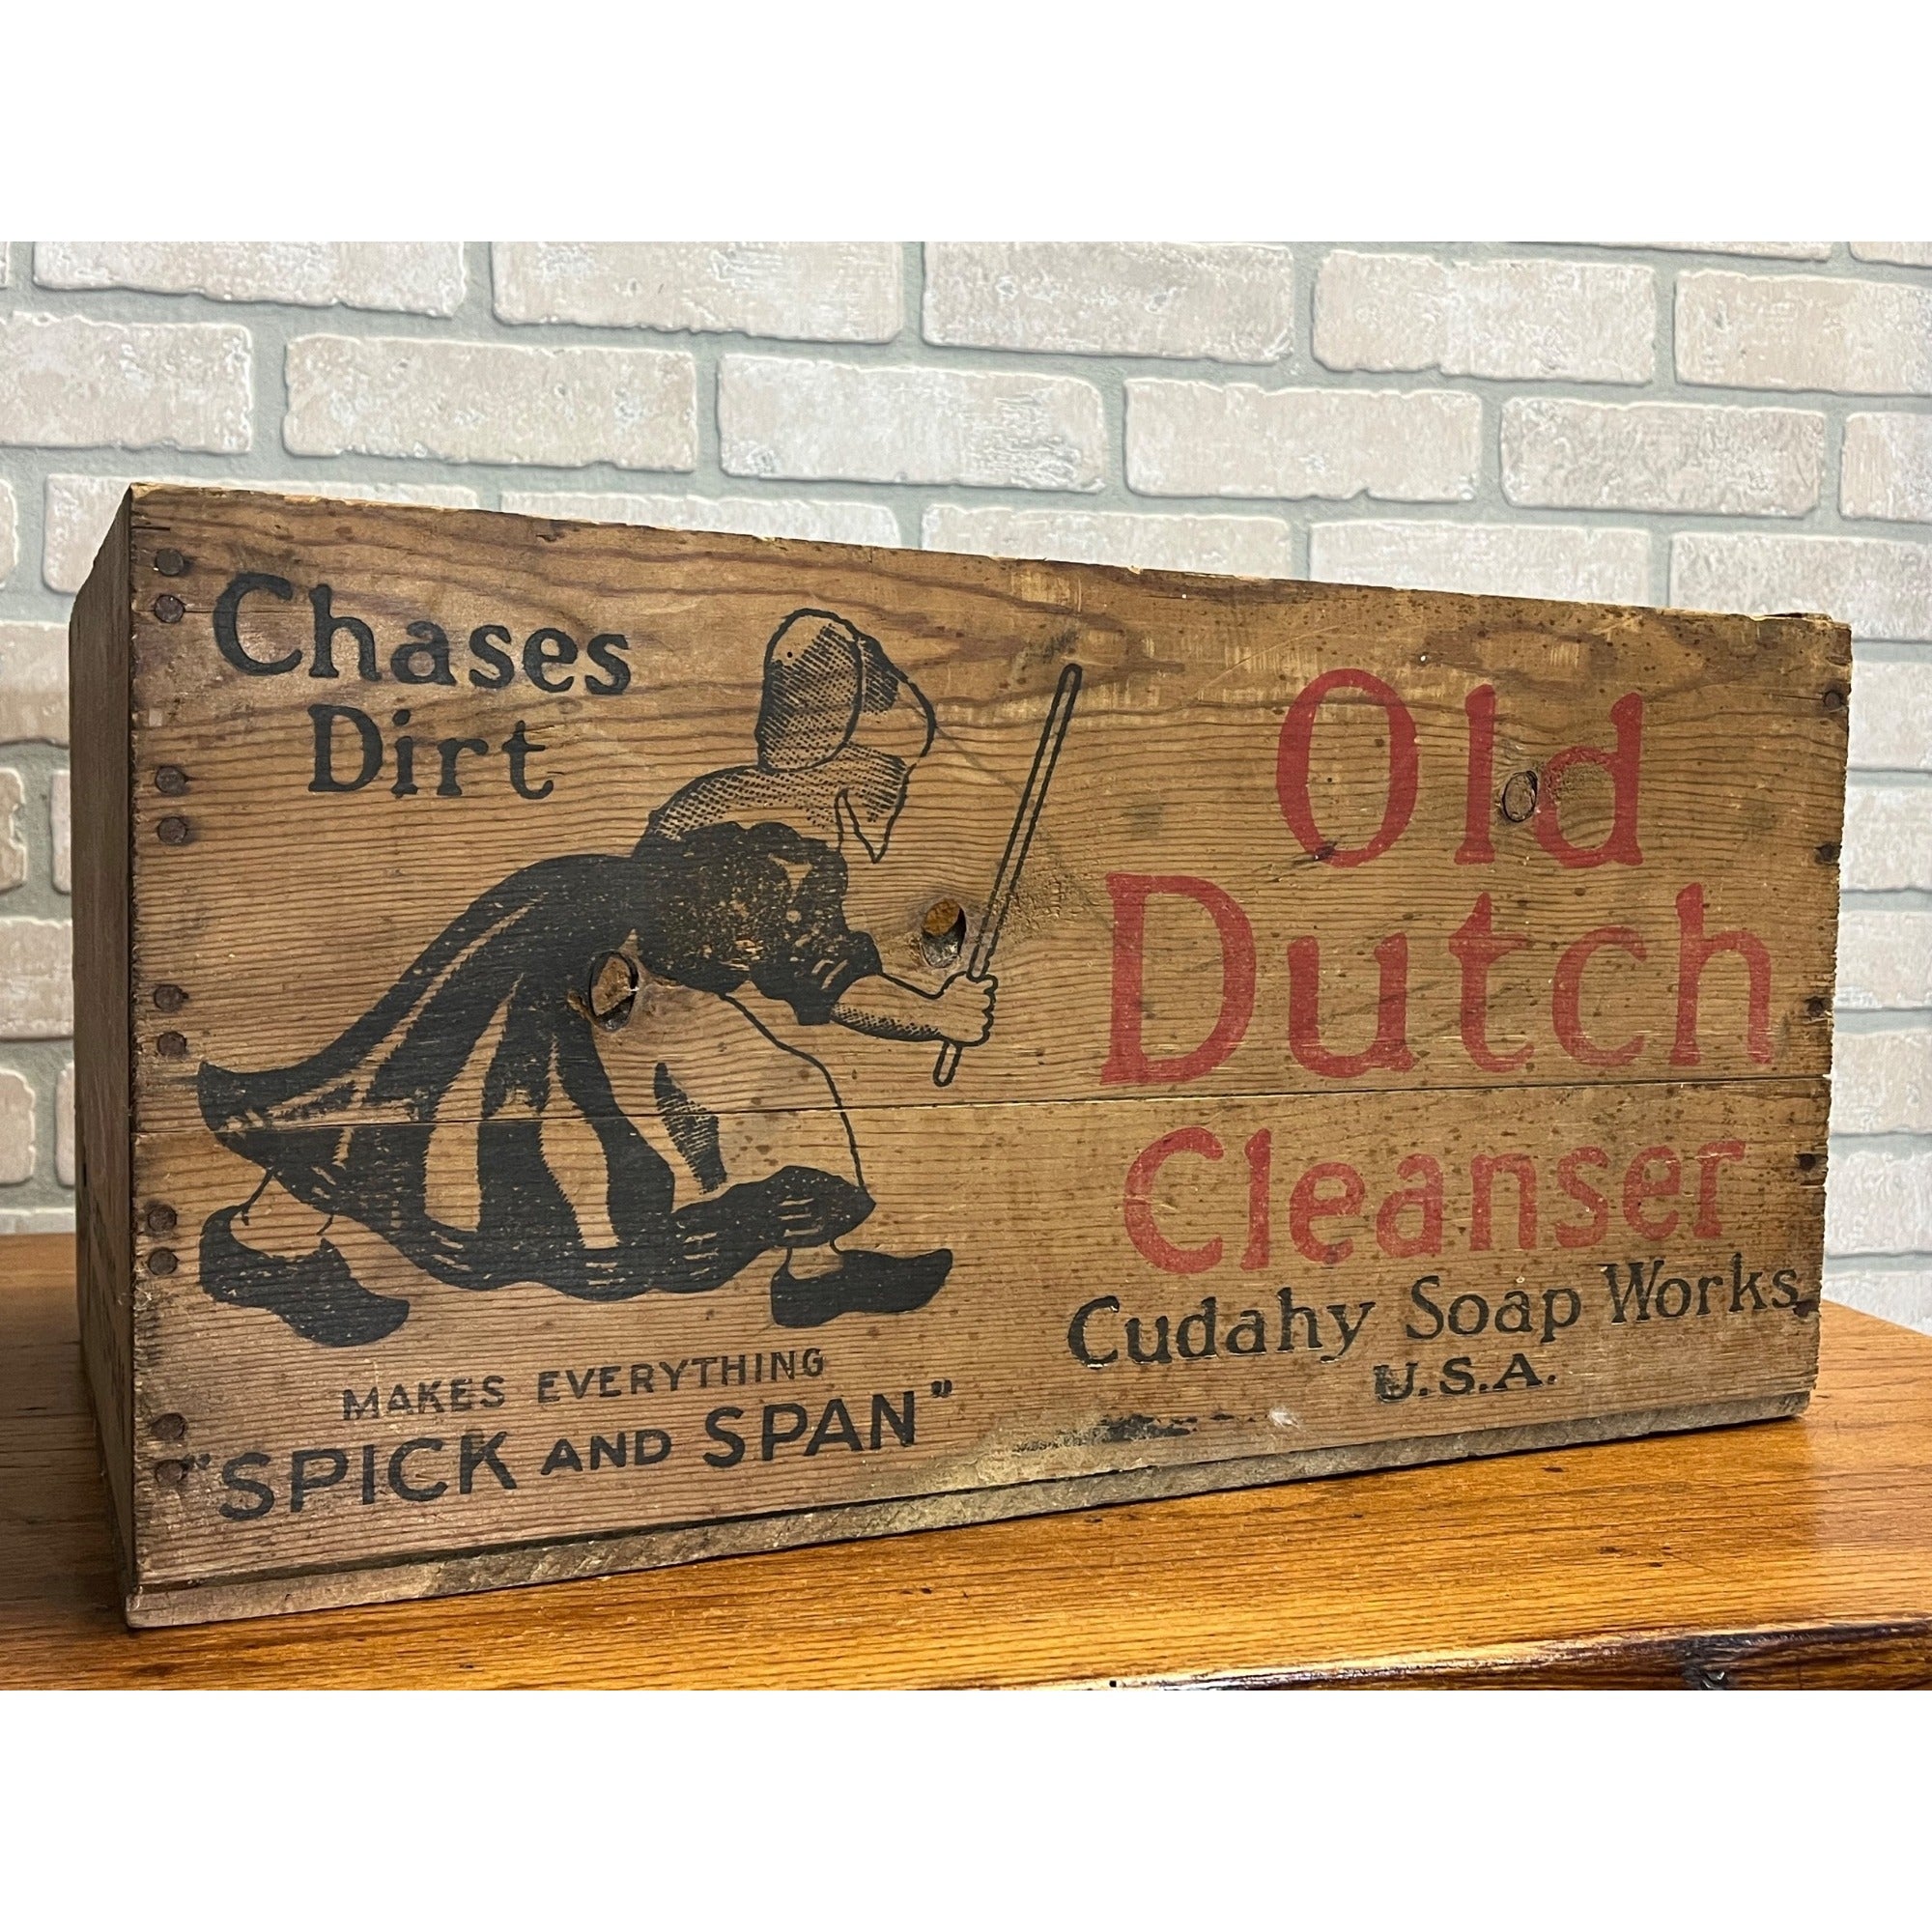 Chases
Dirt
Old
Dutch
Cleanser
Cudahy Soap Works
U.S.A.
MAKES EVERYTHING
"SPICK AND SPAN"